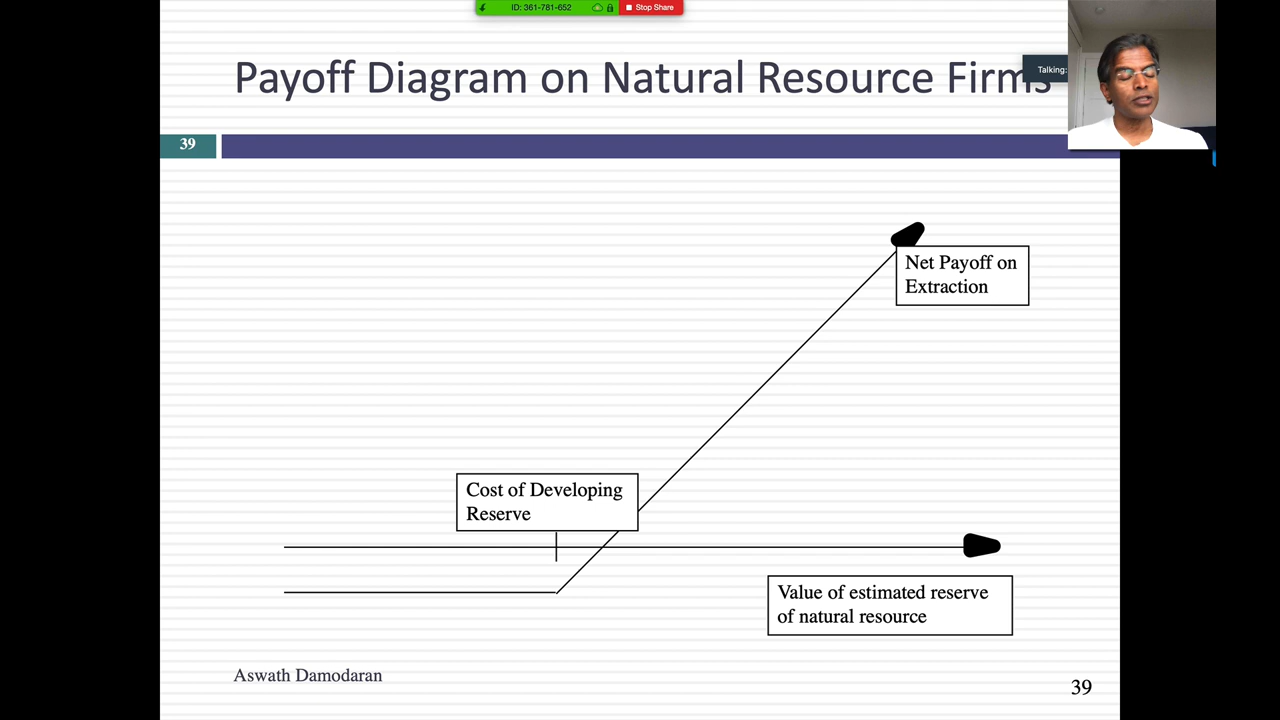 ID: 361-781-652
Stop Share
Payoff Diagram on Natural Resource Firms
Talking:
39
Net Payoff on
Extraction
Cost of Developing
Reserve
Value of estimated reserve
of natural resource
Aswath Damodaran
39